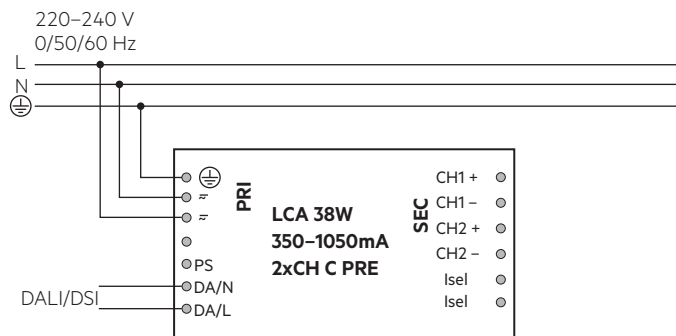 220–240 V
0/50/60 Hz
L
N
PRI
LCA 38W
350–1050mA
2xCH C PRE
SEC
CH1 +
CH1 –
CH2 +
CH2 –
Isel
Isel
PS
DA/N
DALI/DSI
DA/L